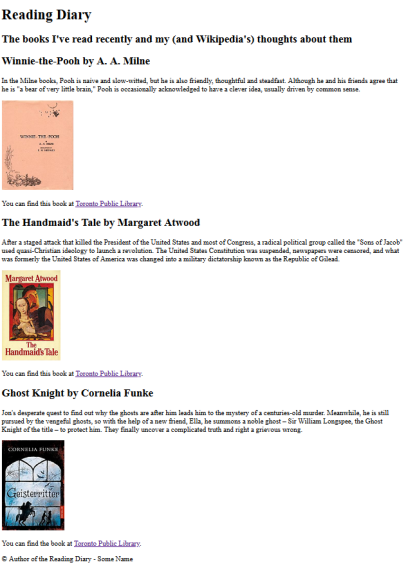 Reading Diary
The books I've read recently and my (and Wikipedia's) thoughts about them
Winnie-the-Pooh by A. A. Milne
In the Milne books, Pooh is naive and slow-witted, but he is also friendly, thoughtful and steadfast. Although he and his friends agree that
he is "a bear of very little brain," Pooh is occasionally acknowledged to have a clever idea, usually driven by common sense.
WINNIE-THE-POOH
You can find this book at Toronto Public Library.
The Handmaid's Tale by Margaret Atwood
After a staged attack that killed the President of the United States and most of Congress, a radical political group called the "Sons of Jacob"
used quasi-Christian ideology to launch a revolution. The United States Constitution was suspended, newspapers were censored, and what
was formerly the United States of America was changed into a military dictatorship known as the Republic of Gilead.
Margaret Atwood
The
Handmaid's Tale
You can find this book at Toronto Public Library.
Ghost Knight by Cornelia Funke
Jon's desperate quest to find out why the ghosts are after him leads him to the mystery of a centuries-old murder. Meanwhile, he is still
pursued by the vengeful ghosts, so with the help of a new friend, Ella, he summons a noble ghost – Sir William Longspee, the Ghost
Knight of the title – to protect him. They finally uncover a complicated truth and right a grievous wrong.
CORNELIA FUNKE
Geisterritter
You can find the book at Toronto Public Library.
© Author of the Reading Diary - Some Name